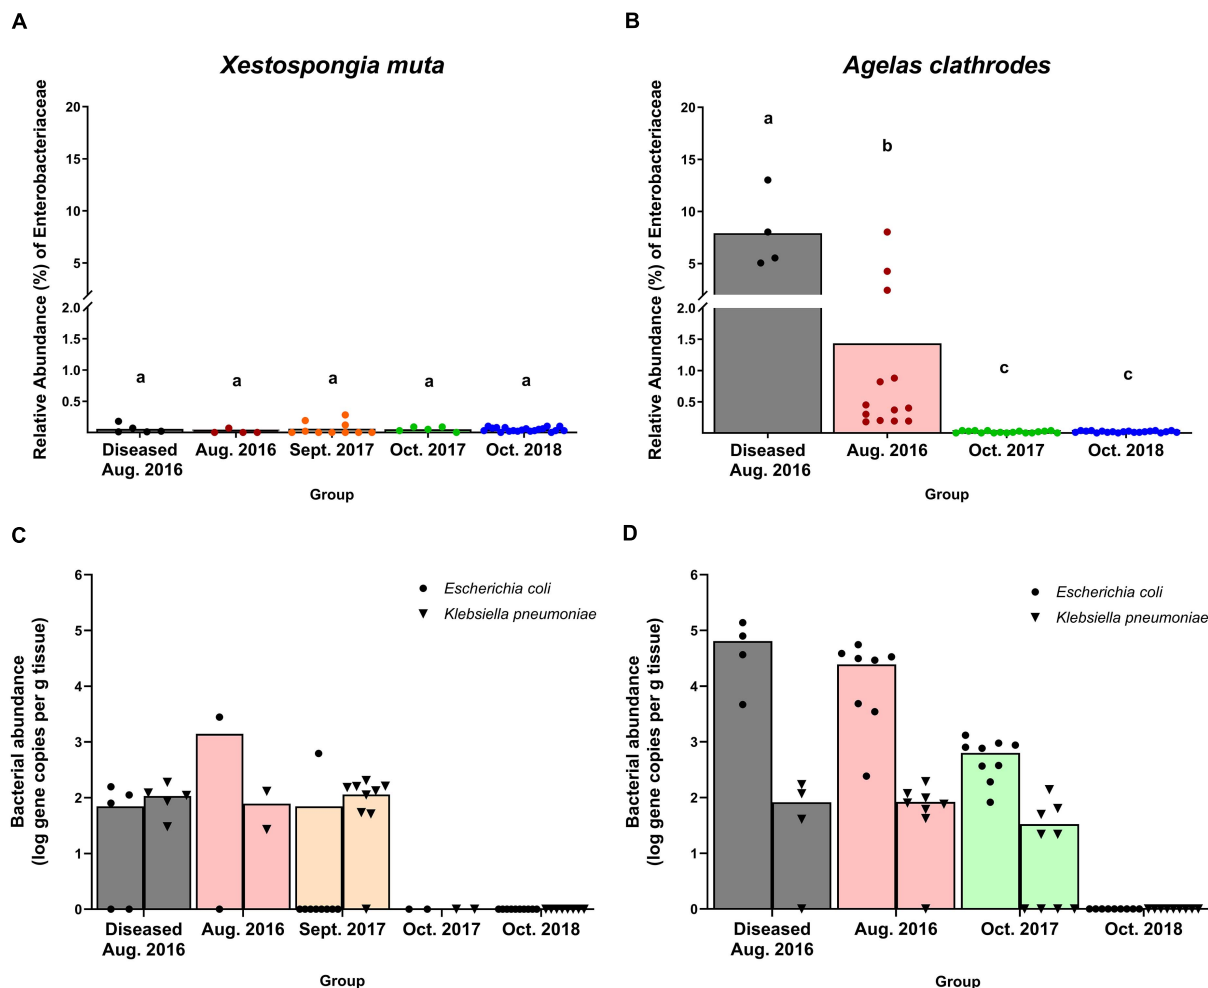 A
Xestospongia muta
Relative Abundance (%) of Enterobacteriaceae
20
15
10
5
2.0
1.5
1.0
0.5
a
a
a
a
a
Diseased
Aug. 2016
Aug. 2016
Sept. 2017
Oct. 2017
Oct. 2018
Group
B
Agelas clathrodes
Relative Abundance (%) of Enterobacteriaceae
20
15
10
5
2.0
1.5
1.0
0.5
a
b
c
c
Diseased
Aug. 2016
Aug. 2016
Oct. 2017
Oct. 2018
Group
C
Bacterial abundance
(log gene copies per g tissue)
6
5
4
3
2
1
0
Escherichia coli
Klebsiella pneumoniae
Diseased
Aug. 2016
Aug. 2016
Sept. 2017
Oct. 2017
Oct. 2018
Group
D
Bacterial abundance
(log gene copies per g tissue)
6
5
4
3
2
1
0
Escherichia coli
Klebsiella pneumoniae
Diseased
Aug. 2016
Aug. 2016
Oct. 2017
Oct. 2018
Group